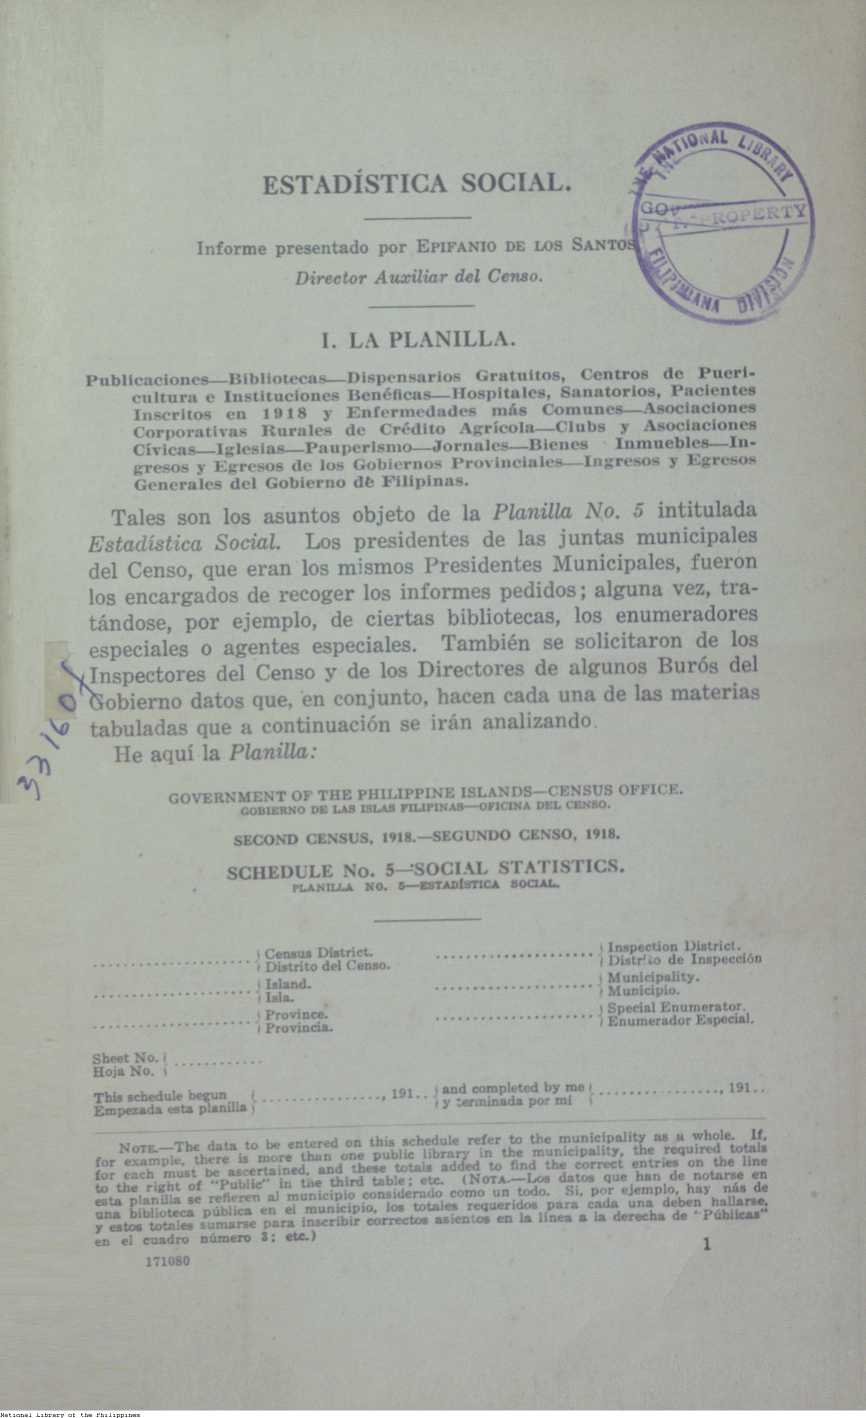 ESTADÍSTICA SOCIAL.
THE NATIONAL LIBRARY
PROPERTY
FILIPINIANA DIVISION
Informe presentado por EPIFANIO DE LOS SANTOS
Director Auxiliar del Censo.
I. LA PLANILLA.
Publicaciones—Bibliotecas—Dispensarios Gratuitos, Centros de Pueri-
cultura e Instituciones Benéficas—Hospitales, Sanatorios, Pacientes
Inscritos en 1918 y Enfermedades más Comunes—Asociaciones
Corporativas Rurales de Crédito Agrícola—Clubs y Asociaciones
Cívicas—Iglesias—Pauperismo—Jornales—Bienes Inmuebles—In-
gresos y Egresos de los Gobiernos Provinciales—Ingresos y Egresos
Generales del Gobierno de Filipinas.
Tales son los asuntos objeto de la Planilla No. 5 intitulada
Estadística Social. Los presidentes de las juntas municipales
del Censo, que eran los mismos Presidentes Municipales, fueron
los encargados de recoger los informes pedidos; alguna vez, tra-
tándose, por ejemplo, de ciertas bibliotecas, los enumeradores
especiales o agentes especiales. También se solicitaron de los
Inspectores del Censo y de los Directores de algunos Burós del
Gobierno datos que, en conjunto, hacen cada una de las materias
tabuladas que a continuación se irán analizando.
He aquí la Planilla:
33160
GOVERNMENT OF THE PHILIPPINE ISLANDS—CENSUS OFFICE.
GOBIERNO DE LAS ISLAS FILIPINAS—OFICINA DEL CENSO.
SECOND CENSUS, 1918.—SEGUNDO CENSO, 1918.
SCHEDULE No. 5—SOCIAL STATISTICS.
PLANILLA NO. 5—ESTADÍSTICA SOCIAL.
Census District.
Distrito del Censo.
Inspection District.
Distrito de Inspección
Island.
Isla.
Municipality.
Municipio.
Province.
Provincia.
Special Enumerator.
Enumerador Especial.
Sheet No.
Hoja No.
This schedule begun ................, 191.. and completed by me ................, 191..
Empezada esta planilla y terminada por mí
NOTE.—The data to be entered on this schedule refer to the municipality as a whole. If,
for example, there is more than one public library in the municipality, the required totals
for each must be ascertained, and these totals added to find the correct entries on the line
to the right of "Public" in the third table; etc. (NOTA.—Los datos que han de notarse en
esta planilla se refieren al municipio considerado como un todo. Si, por ejemplo, hay más de
una biblioteca pública en el municipio, los totales requeridos para cada una deben hallarse,
y estos totales sumarse para inscribir correctos asientos en la línea a la derecha de "Públicas"
en el cuadro número 3; etc.)
171080
1
National Library of the Philippines